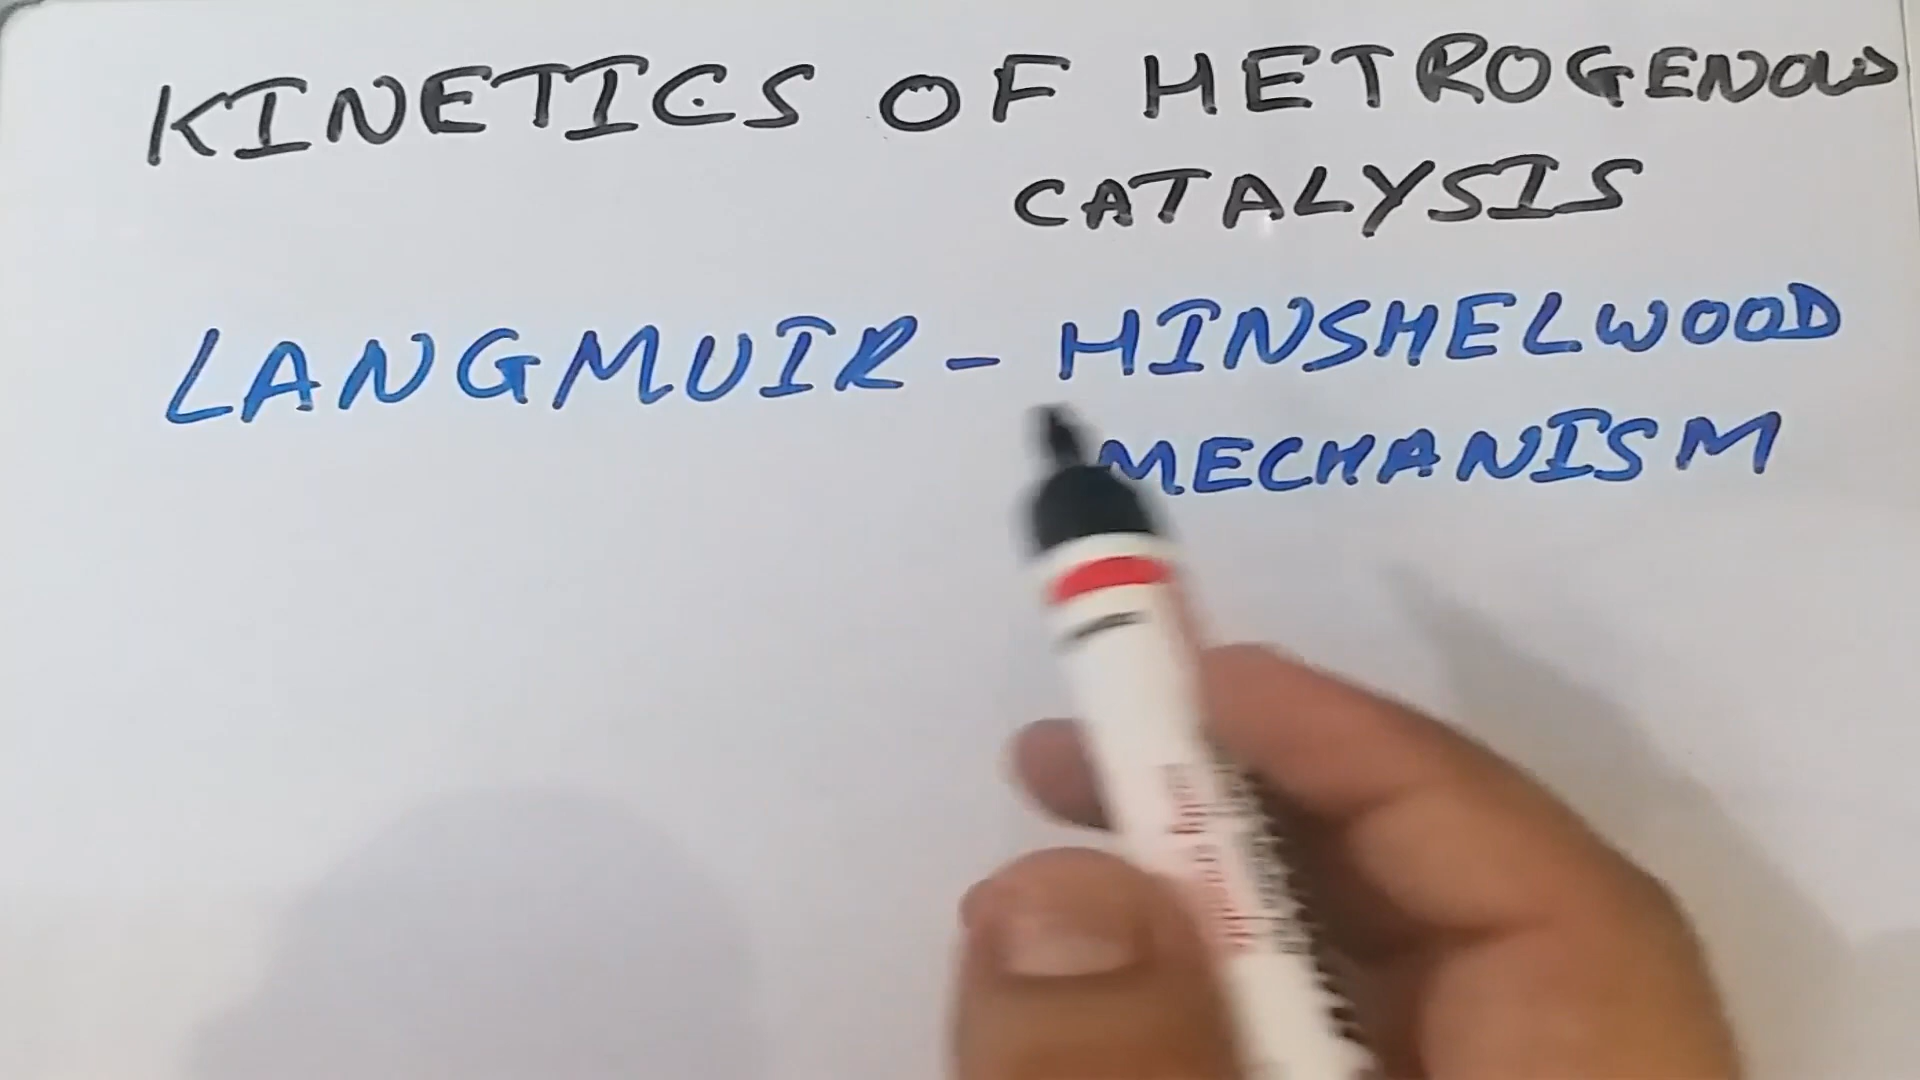 KINETICS OF HETROGENOUS
CATALYSIS
LANGMUIR - HINSHELWOOD
MECHANISM